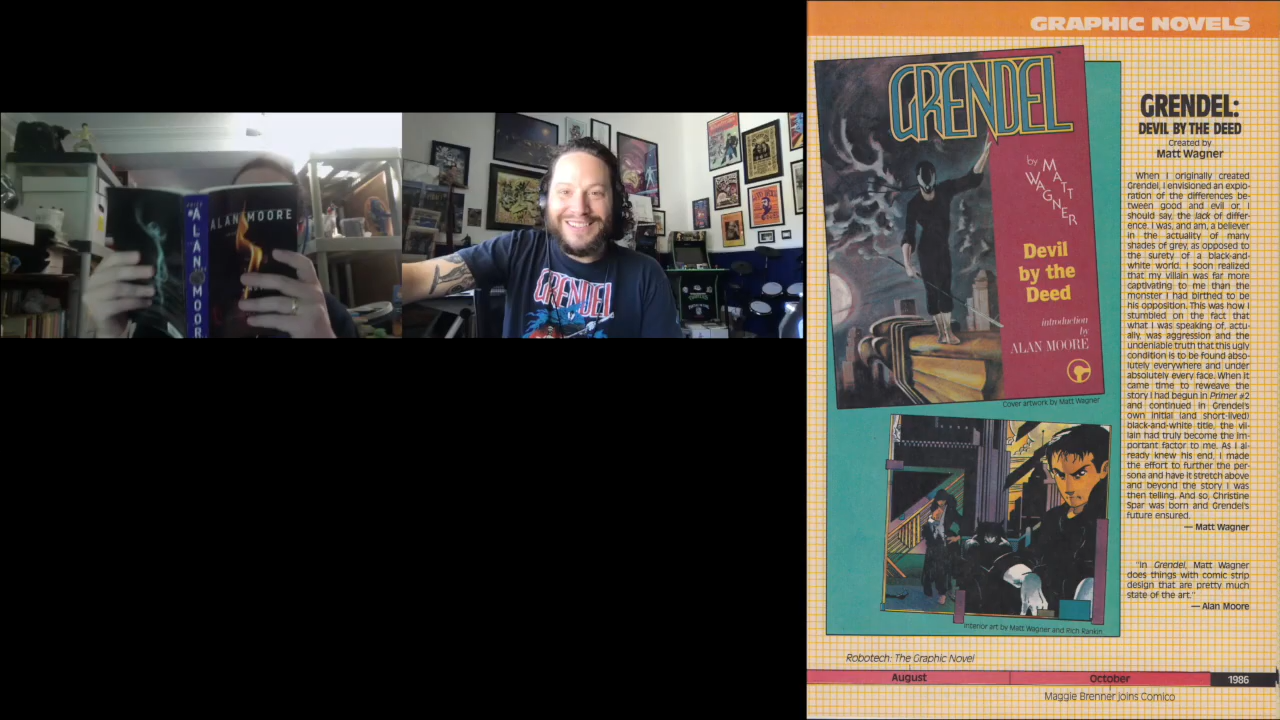 ALAN MOOR
ALAN MOORE
GRENDEL
GRAPHIC NOVELS
GRENDEL
by MATT
WAGNER
Devil
by the
Deed
introduction
by
ALAN MOORE
Cover artwork by Matt Wagner
Interior art by Matt Wagner and Rich Rankin
GRENDEL:
DEVIL BY THE DEED
Created by
Matt Wagner
When I originally created
Grendel, I envisioned an explo-
ration of the differences be-
tween good and evil or, I
should say, the lack of differ-
ence. I was, and am, a believer
in the actuality of many
shades of grey, as opposed to
the surety of a black-and-
white world. I soon realized
that my villain was far more
captivating to me than the
monster I had birthed to be
his opposition. This was how I
stumbled on the fact that
what I was speaking of, actu-
ally, was aggression and the
undeniable truth that this ugly
condition is to be found abso-
lutely everywhere and under
absolutely every face. When it
came time to reweave the
story I had begun in Primer #2
and continued in Grendel's
own initial (and short-lived)
black-and-white title, the vil-
lain had truly become the im-
portant factor to me. As I al-
ready knew his end, I made
the effort to further the per-
sona and have it stretch above
and beyond the story I was
then telling. And so, Christine
Spar was born and Grendel's
future ensured.
— Matt Wagner
"In Grendel, Matt Wagner
does things with comic strip
design that are pretty much
state of the art."
— Alan Moore
Robotech: The Graphic Novel
August October 1986
Maggie Brenner Joins Comico